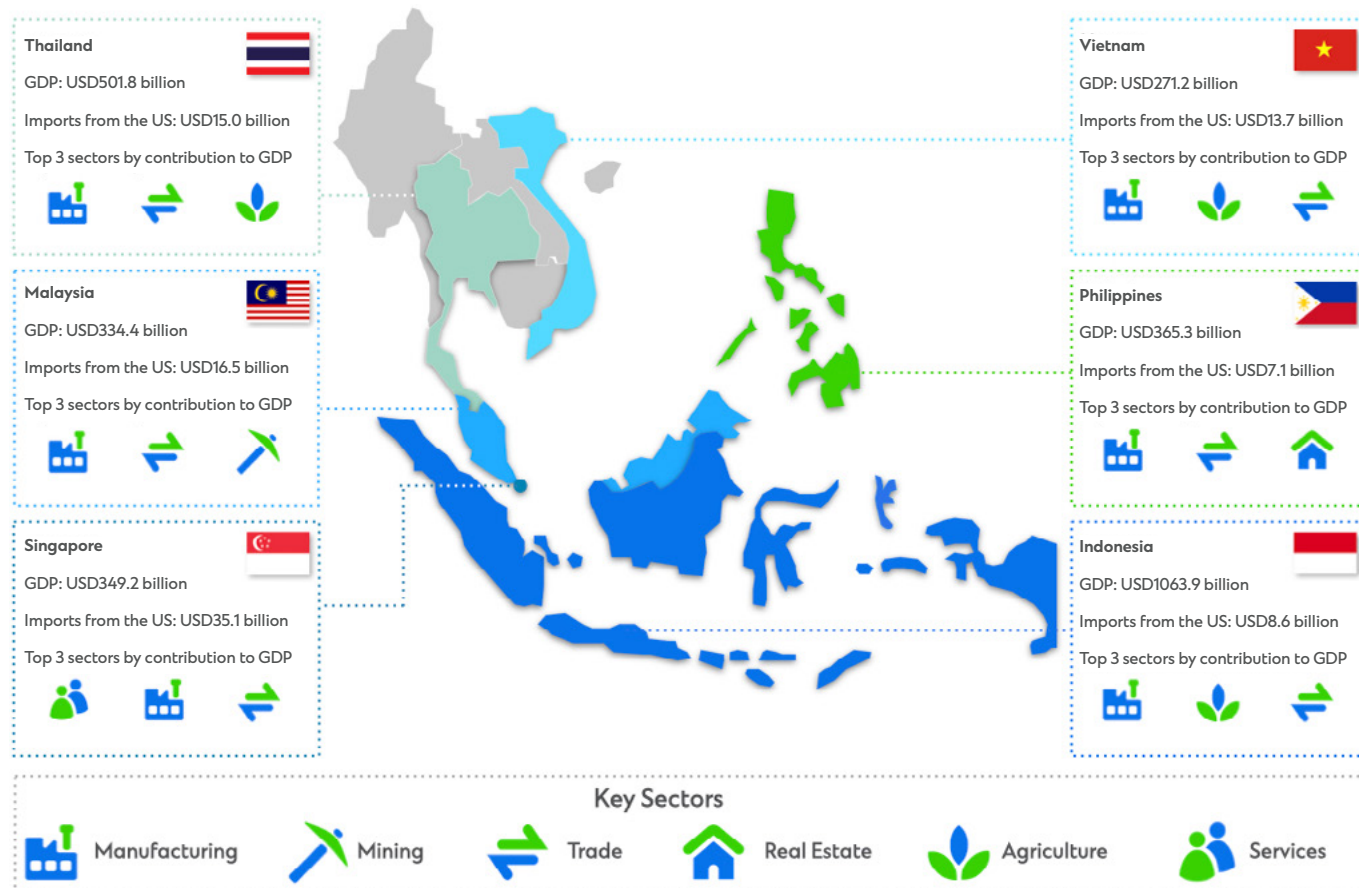 Thailand
GDP: USD501.8 billion
Imports from the US: USD15.0 billion
Top 3 sectors by contribution to GDP
Malaysia
GDP: USD334.4 billion
Imports from the US: USD16.5 billion
Top 3 sectors by contribution to GDP
Singapore
GDP: USD349.2 billion
Imports from the US: USD35.1 billion
Top 3 sectors by contribution to GDP
Vietnam
GDP: USD271.2 billion
Imports from the US: USD13.7 billion
Top 3 sectors by contribution to GDP
Philippines
GDP: USD365.3 billion
Imports from the US: USD7.1 billion
Top 3 sectors by contribution to GDP
Indonesia
GDP: USD1063.9 billion
Imports from the US: USD8.6 billion
Top 3 sectors by contribution to GDP
Key Sectors
Manufacturing
Mining
Trade
Real Estate
Agriculture
Services